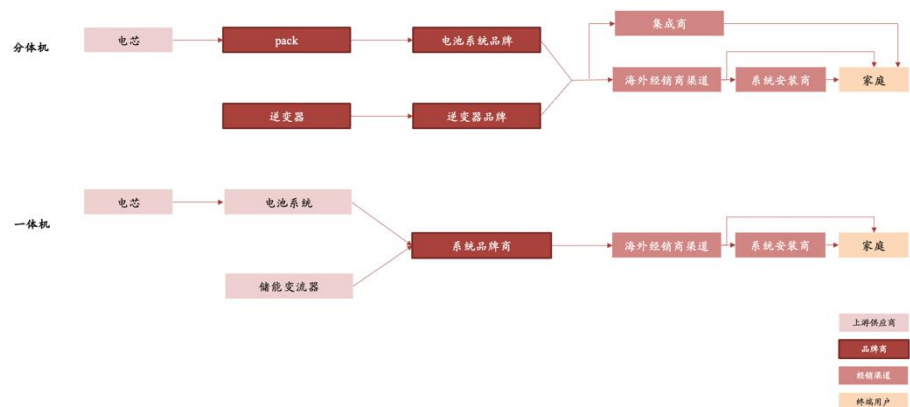 分体机
电芯
pack
电池系统品牌
集成商
海外经销商渠道
系统安装商
家庭
逆变器
逆变器品牌
一体机
电芯
电池系统
系统品牌商
海外经销商渠道
系统安装商
家庭
储能变流器
上游供应商
品牌商
经销渠道
终端用户